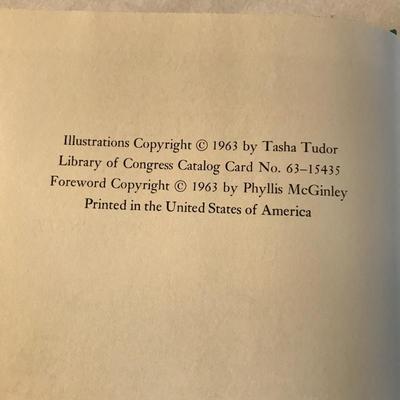 Illustrations Copyright © 1963 by Tasha Tudor
Library of Congress Catalog Card No. 63–15435
Foreword Copyright © 1963 by Phyllis McGinley
Printed in the United States of America